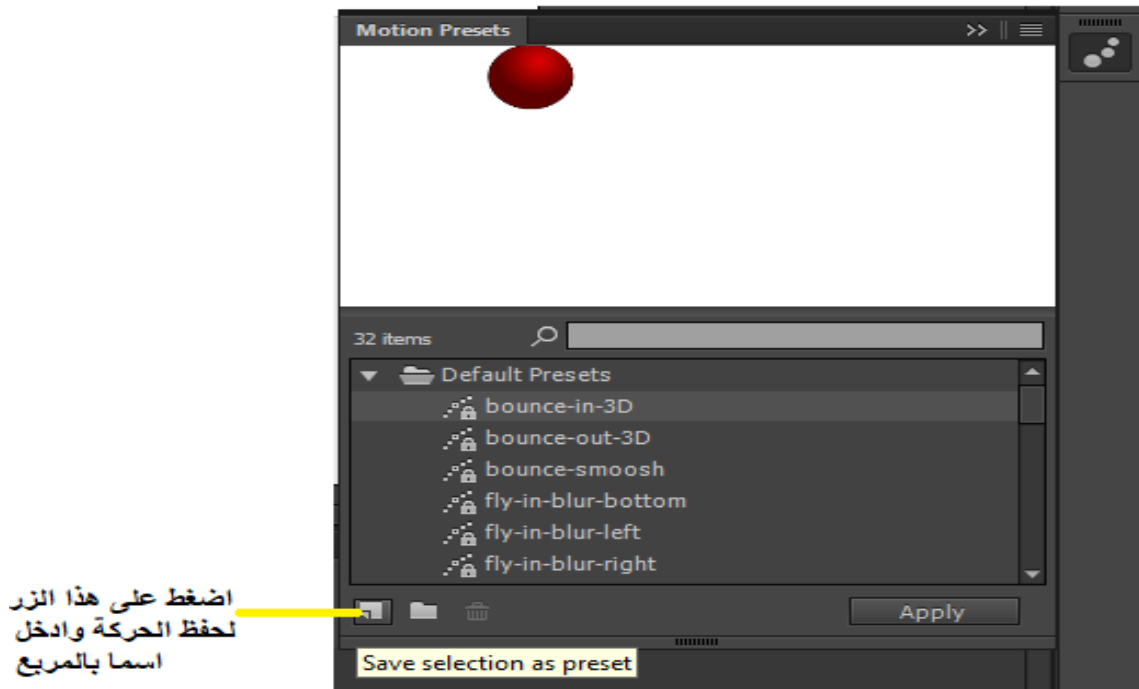 Motion Presets
32 items
Default Presets
bounce-in-3D
bounce-out-3D
bounce-smoosh
fly-in-blur-bottom
fly-in-blur-left
fly-in-blur-right
Apply
Save selection as preset
اضغط على هذا الزر
لحفظ الحركة وادخل
اسما بالمربع